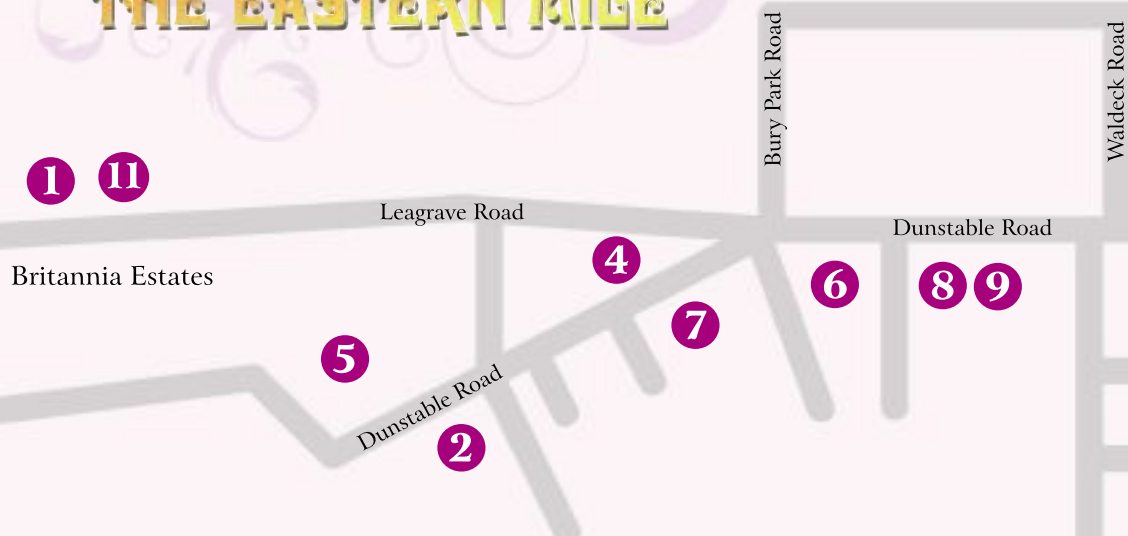 THE EASTERN MILE
Bury Park Road
Waldeck Road
1
11
Leagrave Road
Dunstable Road
Britannia Estates
4
6
8
9
7
5
Dunstable Road
2